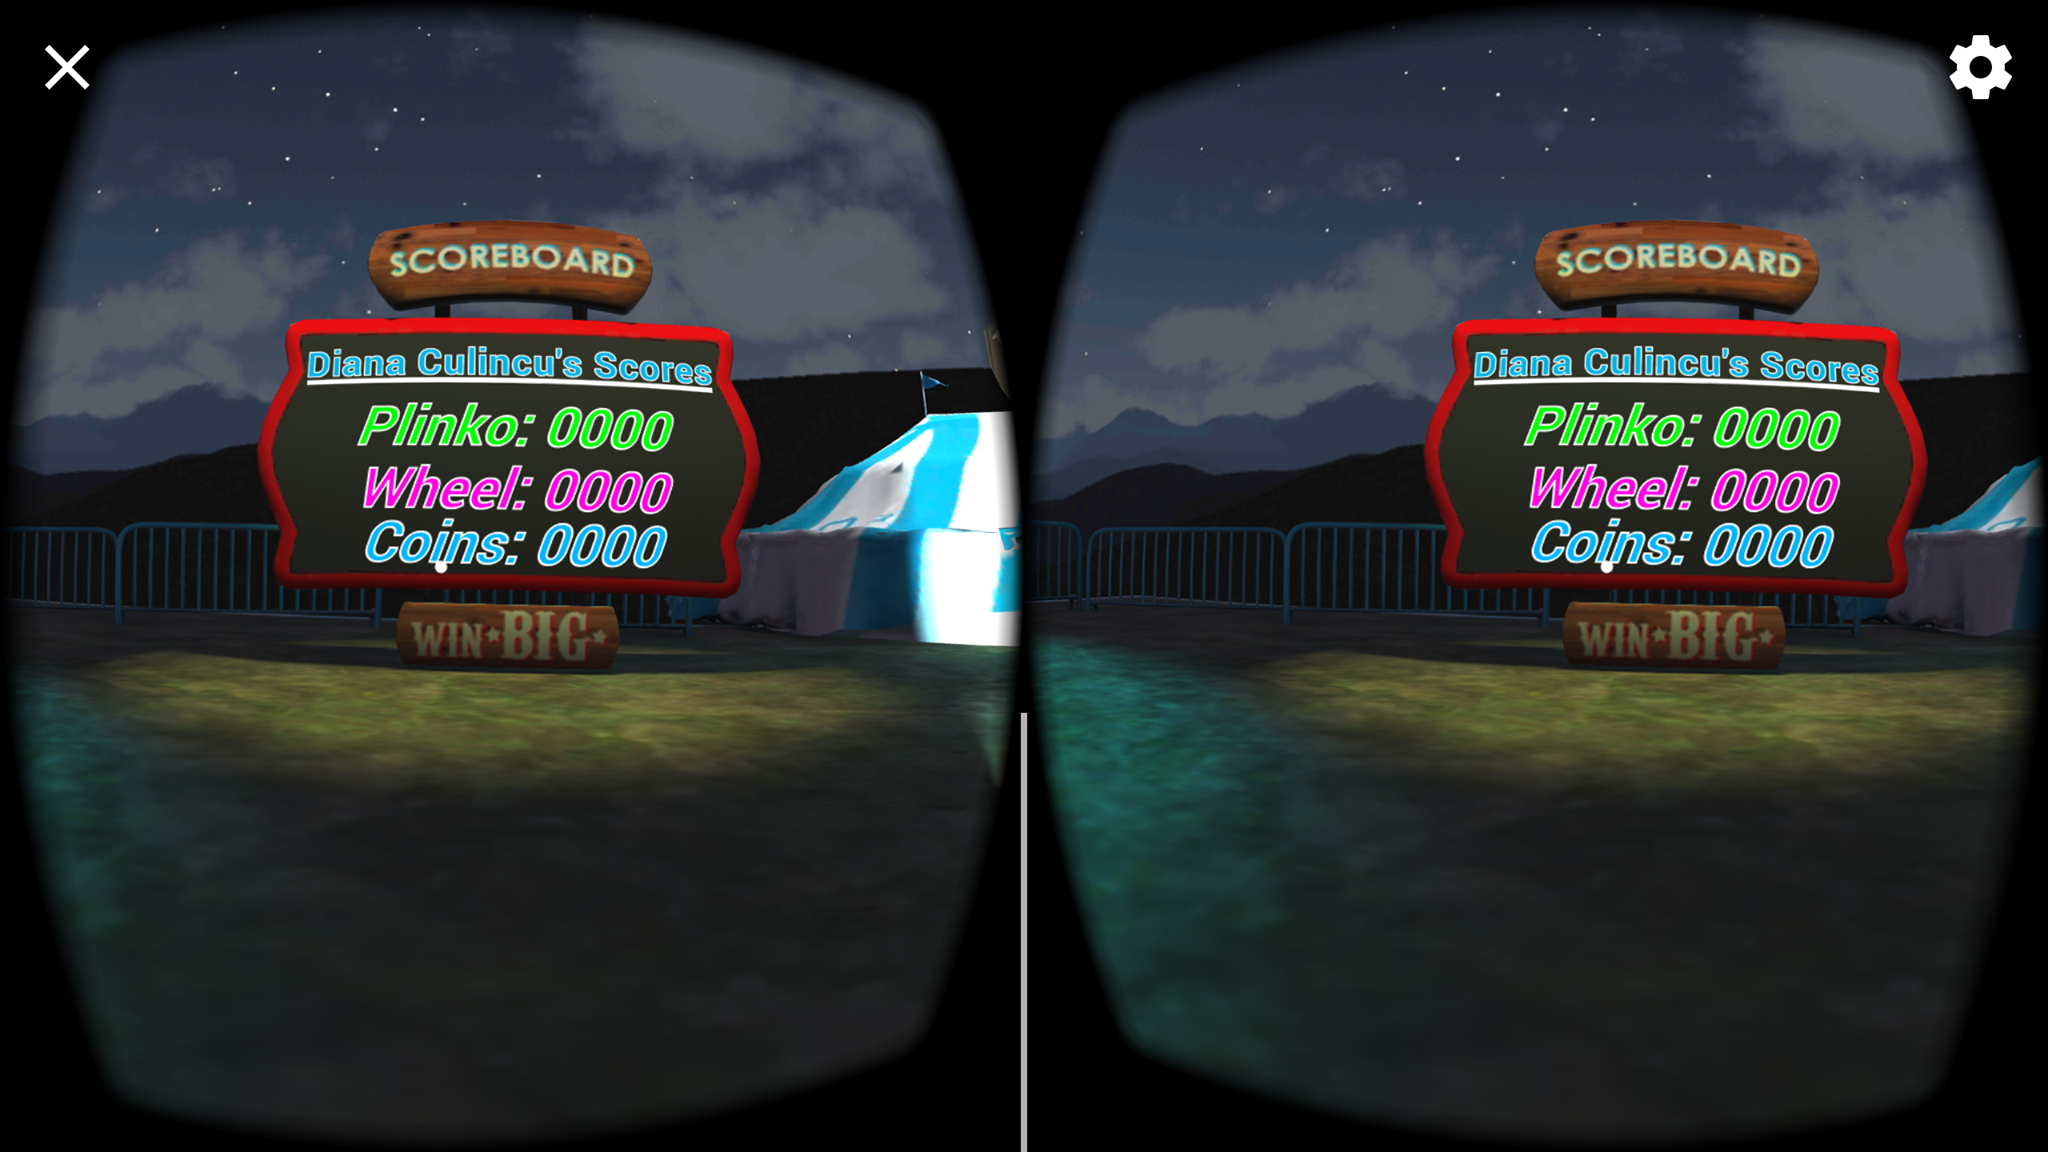 SCOREBOARD
Diana Culincu's Scores
Plinko: 0000
Wheel: 0000
Coins: 0000
WIN★BIG★
SCOREBOARD
Diana Culincu's Scores
Plinko: 0000
Wheel: 0000
Coins: 0000
WIN★BIG★